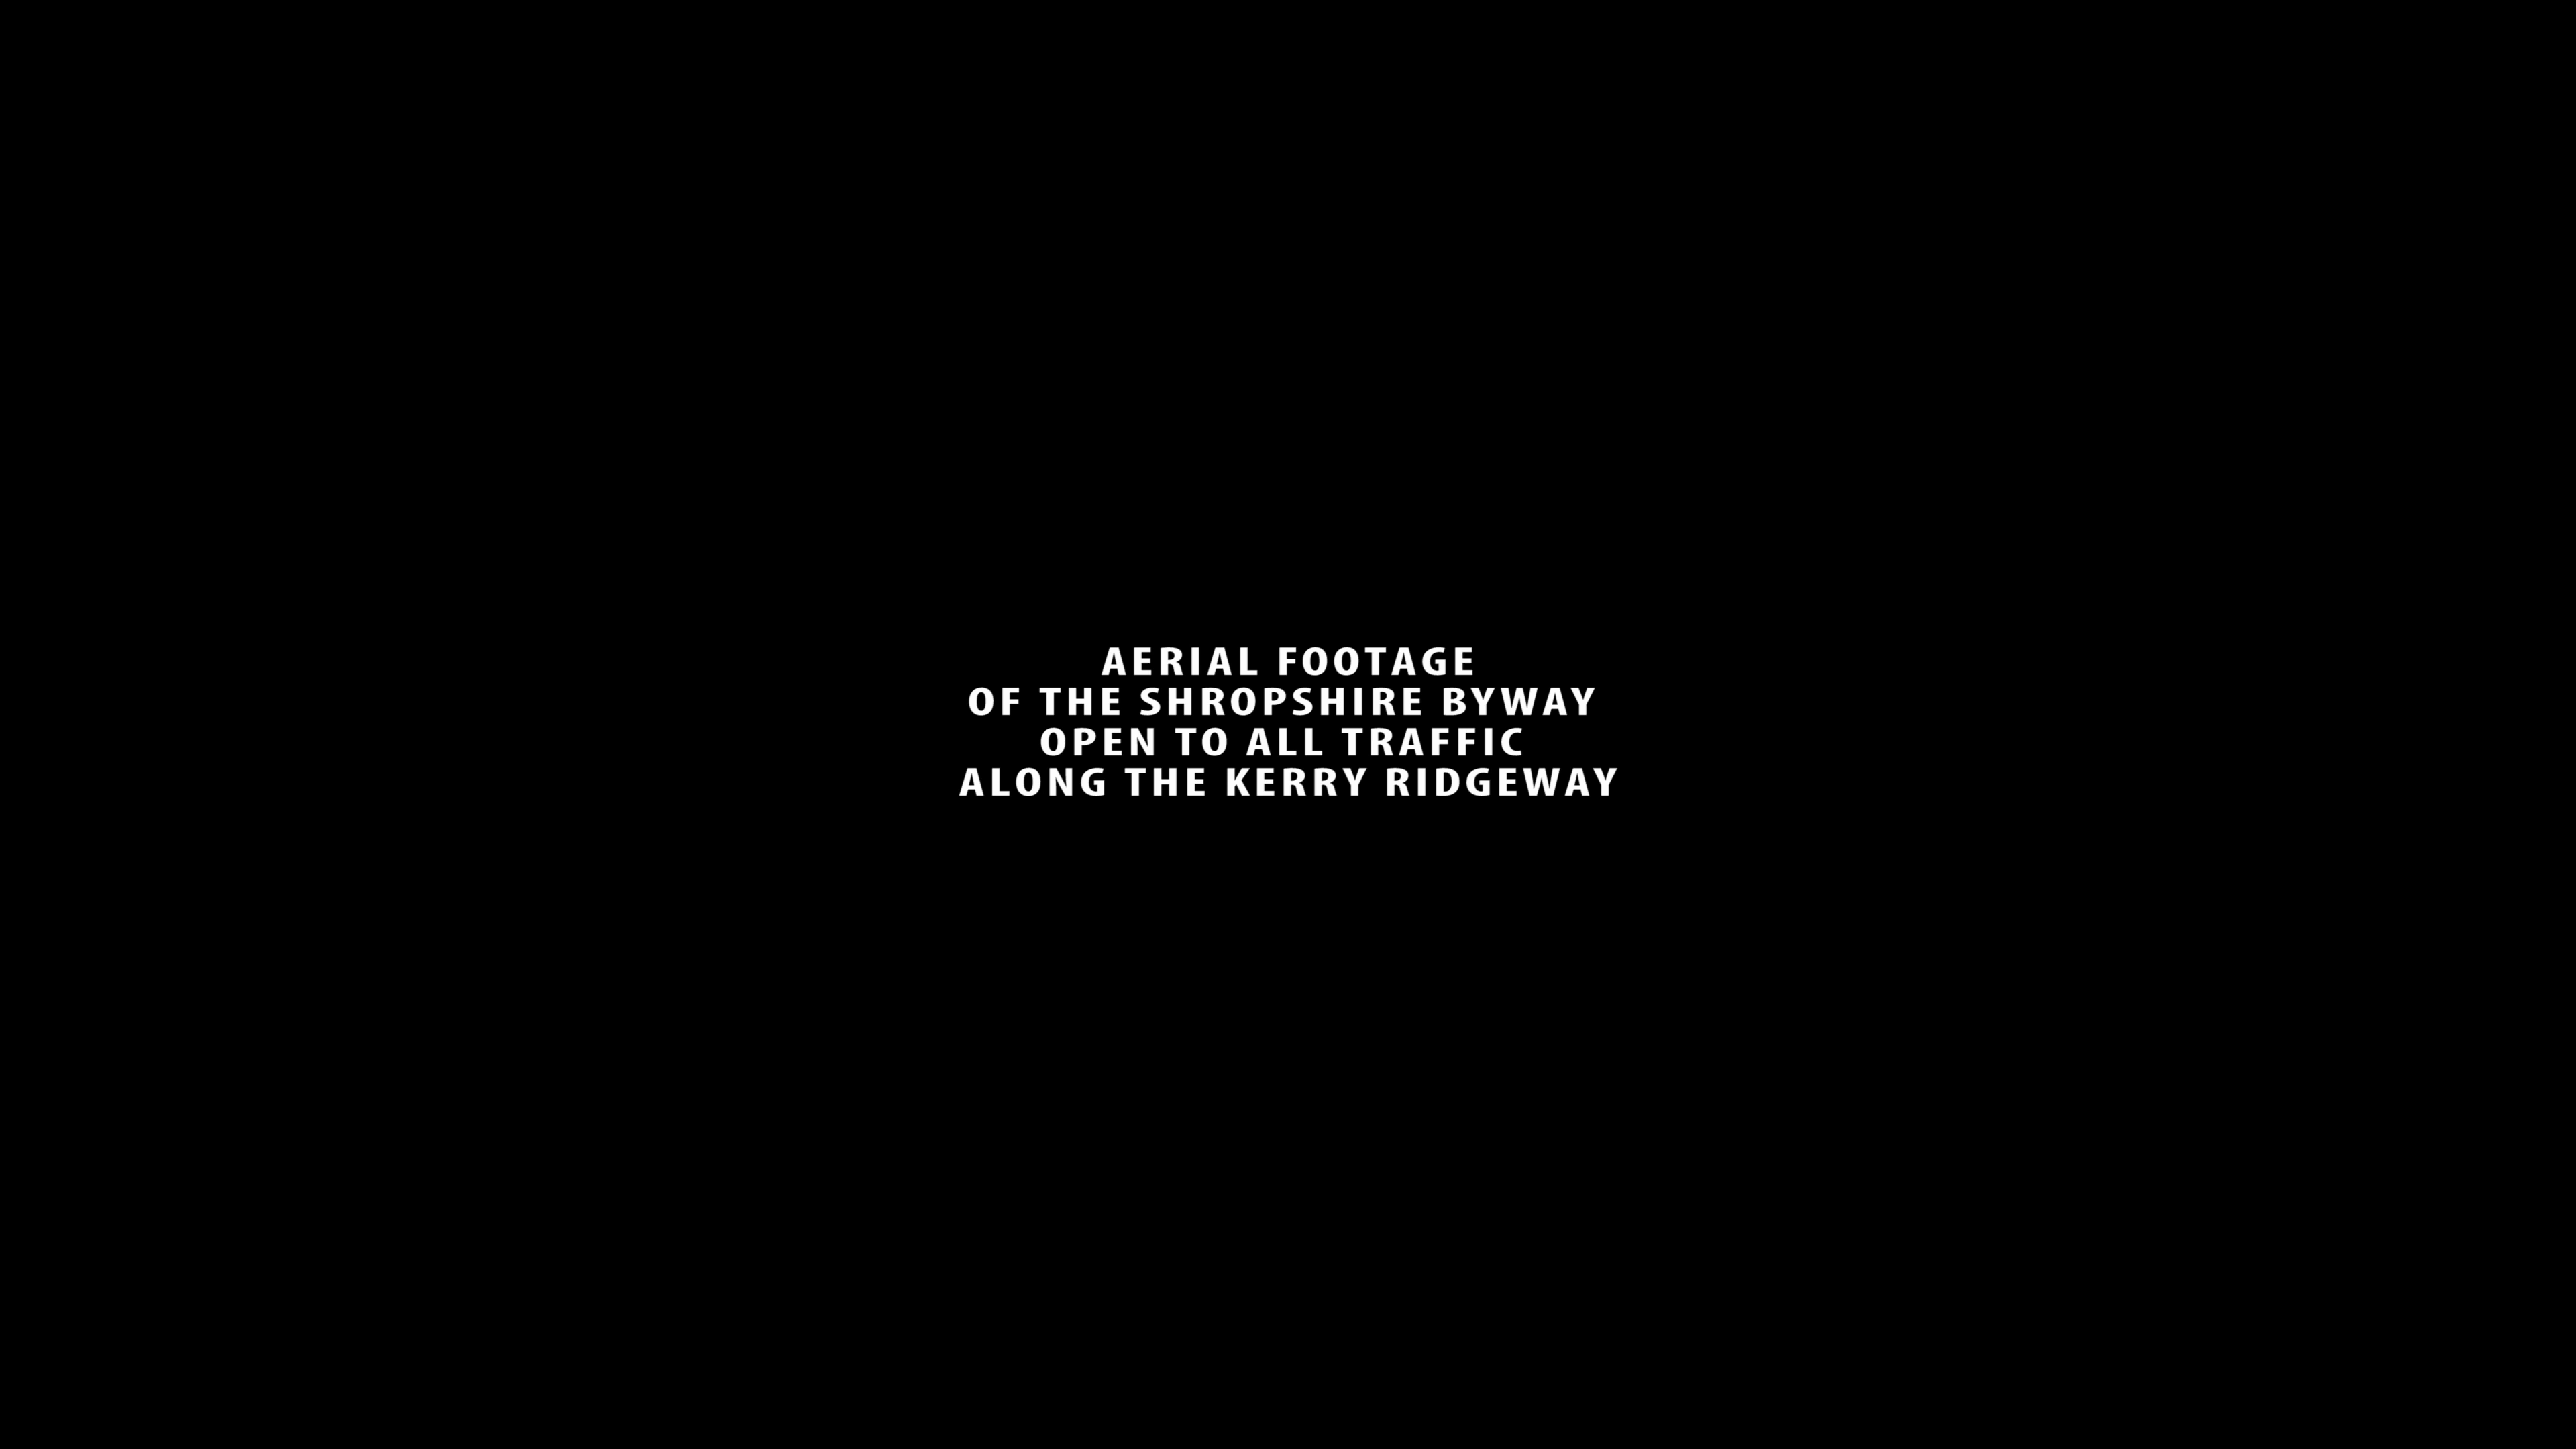 AERIAL FOOTAGE
OF THE SHROPSHIRE BYWAY
OPEN TO ALL TRAFFIC
ALONG THE KERRY RIDGEWAY